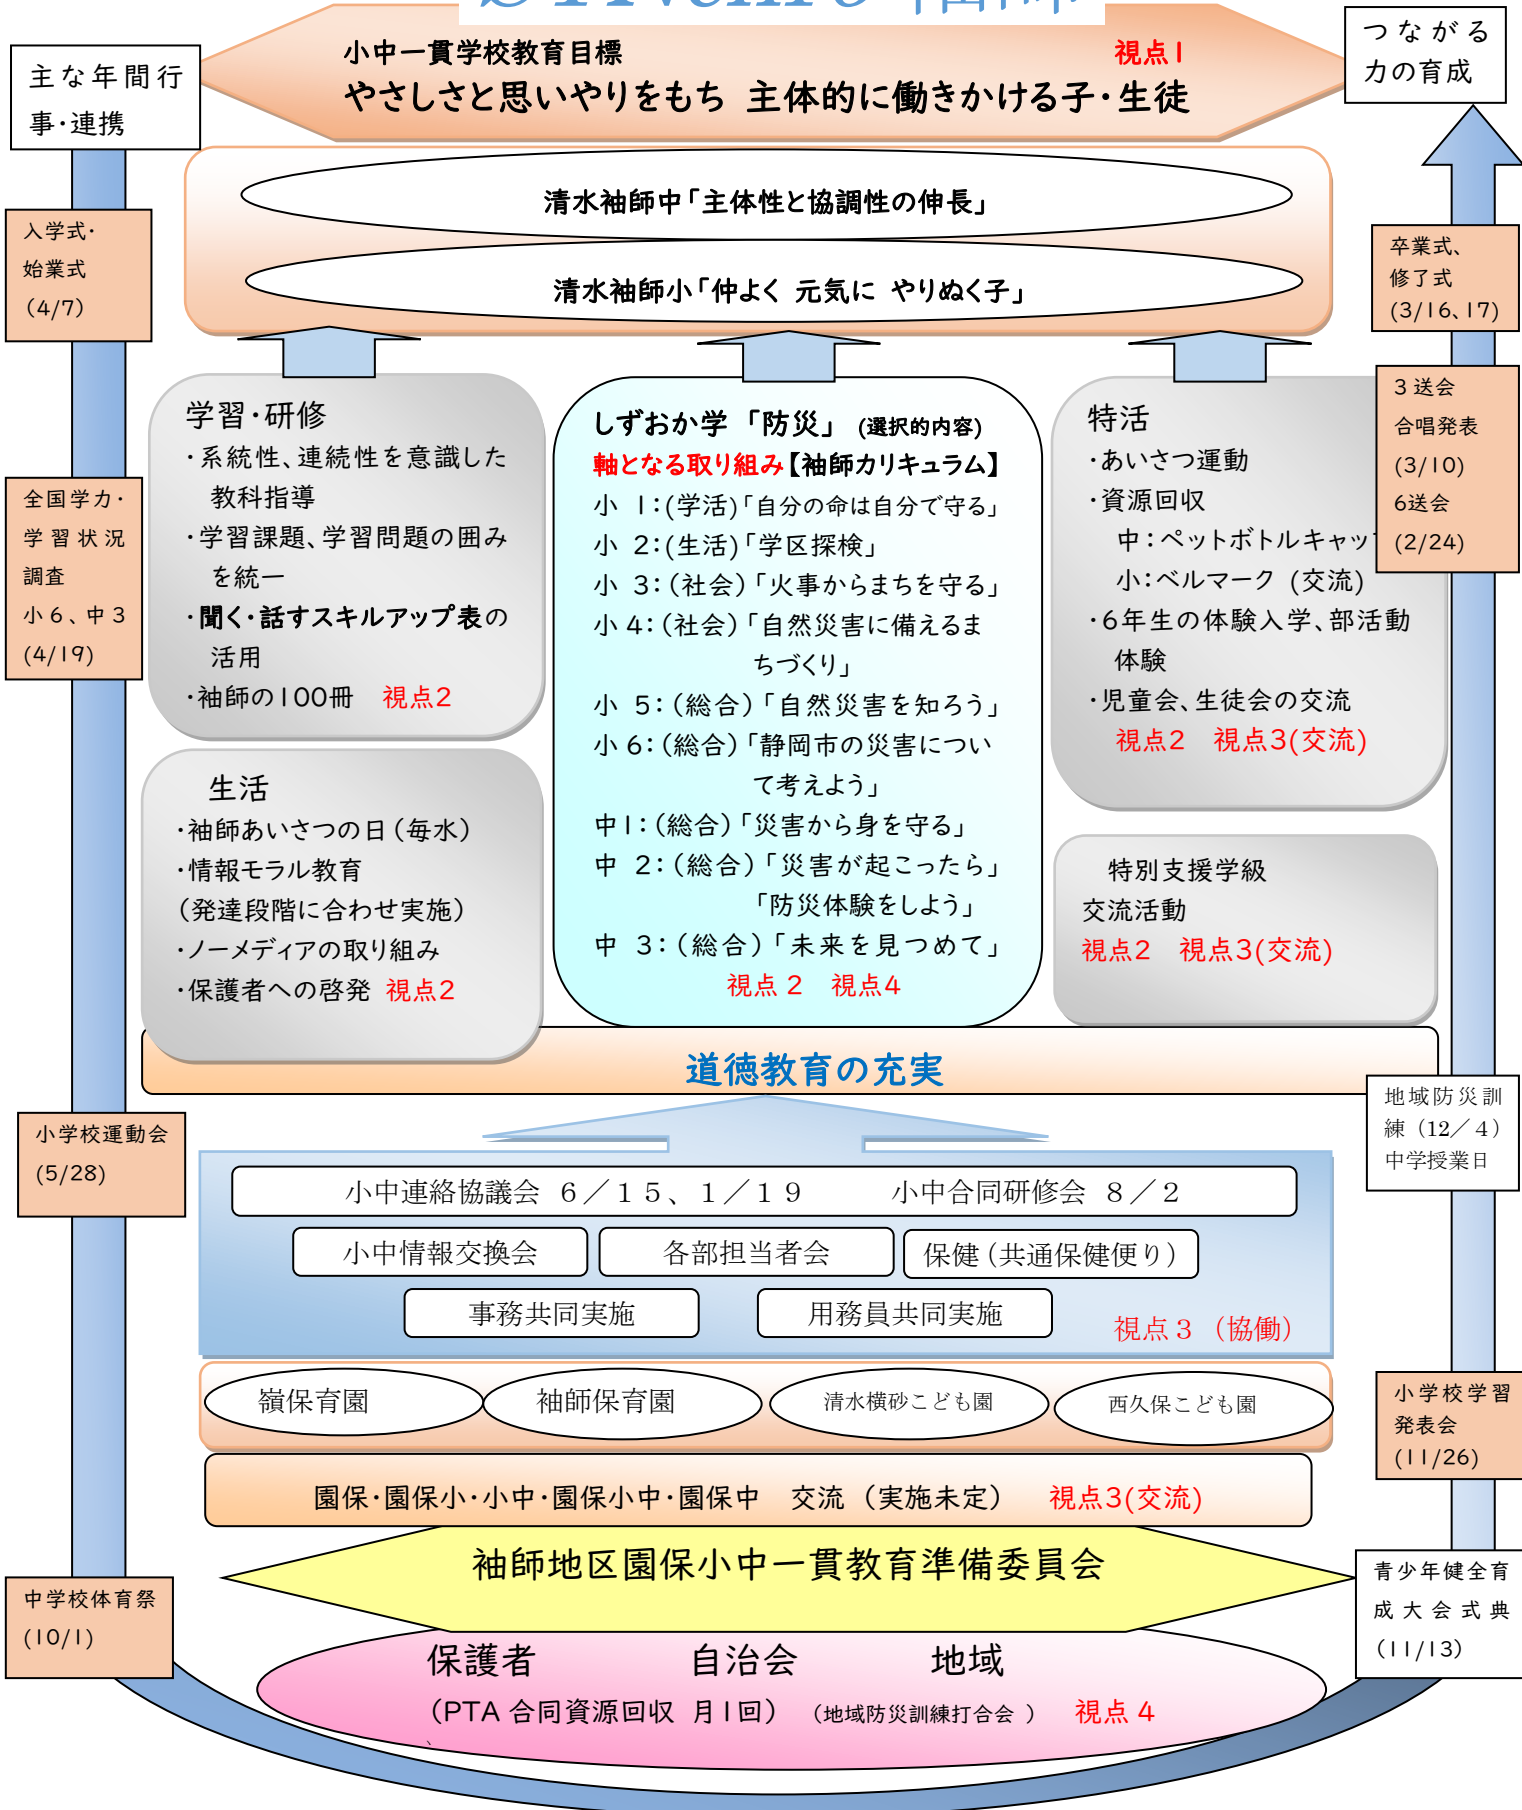 小中一貫学校教育目標 視点1
やさしさと思いやりをもち 主体的に働きかける子・生徒
つながる
力の育成
主な年間行
事・連携
清水袖師中「主体性と協調性の伸長」
清水袖師小「仲よく 元気に やりぬく子」
入学式・
始業式
(4/7)
全国学力・
学習状況
調査
小6、中3
(4/19)
小学校運動会
(5/28)
中学校体育祭
(10/1)
卒業式、
修了式
(3/16、17)
3送会
合唱発表
(3/10)
6送会
(2/24)
地域防災訓
練（12／4）
中学授業日
小学校学習
発表会
(11/26)
青少年健全育
成大会式典
(11/13)
学習・研修
・系統性、連続性を意識した
教科指導
・学習課題、学習問題の囲み
を統一
・聞く・話すスキルアップ表の
活用
・袖師の100冊 視点2
生活
・袖師あいさつの日(毎水)
・情報モラル教育
(発達段階に合わせ実施)
・ノーメディアの取り組み
・保護者への啓発 視点2
しずおか学 「防災」 (選択的内容)
軸となる取り組み【袖師カリキュラム】
小 1:(学活)「自分の命は自分で守る」
小 2:(生活)「学区探検」
小 3:(社会)「火事からまちを守る」
小 4:(社会)「自然災害に備えるま
ちづくり」
小 5:(総合)「自然災害を知ろう」
小 6:(総合)「静岡市の災害につい
て考えよう」
中1:(総合)「災害から身を守る」
中 2:(総合)「災害が起こったら」
「防災体験をしよう」
中 3:(総合)「未来を見つめて」
視点 2 視点4
特活
・あいさつ運動
・資源回収
中:ペットボトルキャッ
小:ベルマーク (交流)
・6年生の体験入学、部活動
体験
・児童会、生徒会の交流
視点2 視点3(交流)
特別支援学級
交流活動
視点2 視点3(交流)
道徳教育の充実
小中連絡協議会 ６／１５、１／１９ 小中合同研修会 ８／２
小中情報交換会 各部担当者会 保健(共通保健便り)
事務共同実施 用務員共同実施
視点３（協働）
嶺保育園 袖師保育園 清水横砂こども園 西久保こども園
園保・園保小・小中・園保小中・園保中 交流 (実施未定) 視点3(交流)
袖師地区園保小中一貫教育準備委員会
保護者 自治会 地域
(PTA 合同資源回収 月1回) (地域防災訓練打合会 ) 視点 4
、